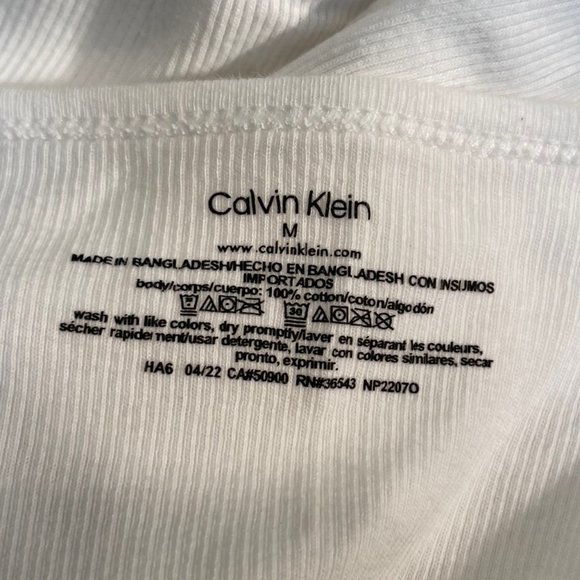 Calvin Klein
M
www.calvinklein.com
MADE IN BANGLADESH/HECHO EN BANGLADESH CON INSUMOS
IMPORTADOS
body/corps/cuerpo: 100% cotton/coton/algodón
30
wash with like colors, dry promptly/laver en séparant les couleurs,
sécher rapidement/usar detergente, lavar con colores similares, secar
pronto, exprimir.
HA6 04/22 CA#50900 RN#36543 NP2207O